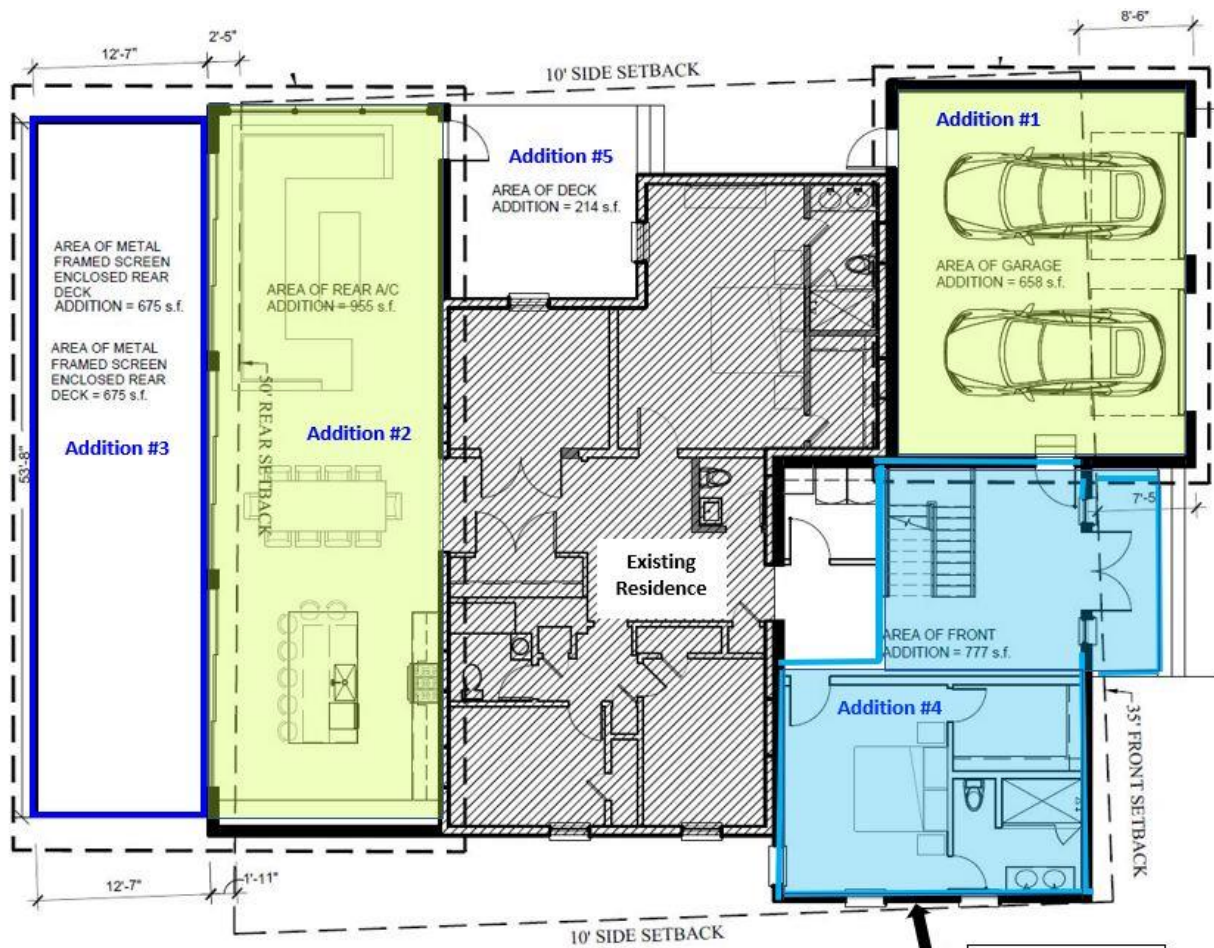 12'-7"
2'-5"
8'-6"
10' SIDE SETBACK
Addition #1
Addition #5
AREA OF DECK
ADDITION = 214 s.f.
AREA OF METAL
FRAMED SCREEN
ENCLOSED REAR
DECK
ADDITION = 675 s.f.
AREA OF REAR A/C
ADDITION = 955 s.f.
AREA OF GARAGE
ADDITION = 658 s.f.
AREA OF METAL
FRAMED SCREEN
ENCLOSED REAR
DECK = 675 s.f.
50' REAR SETBACK
Addition #2
Addition #3
53'-8"
7'-5
Existing
Residence
AREA OF FRONT
ADDITION = 777 s.f.
Addition #4
35' FRONT SETBACK
12'-7"
1'-11"
10' SIDE SETBACK